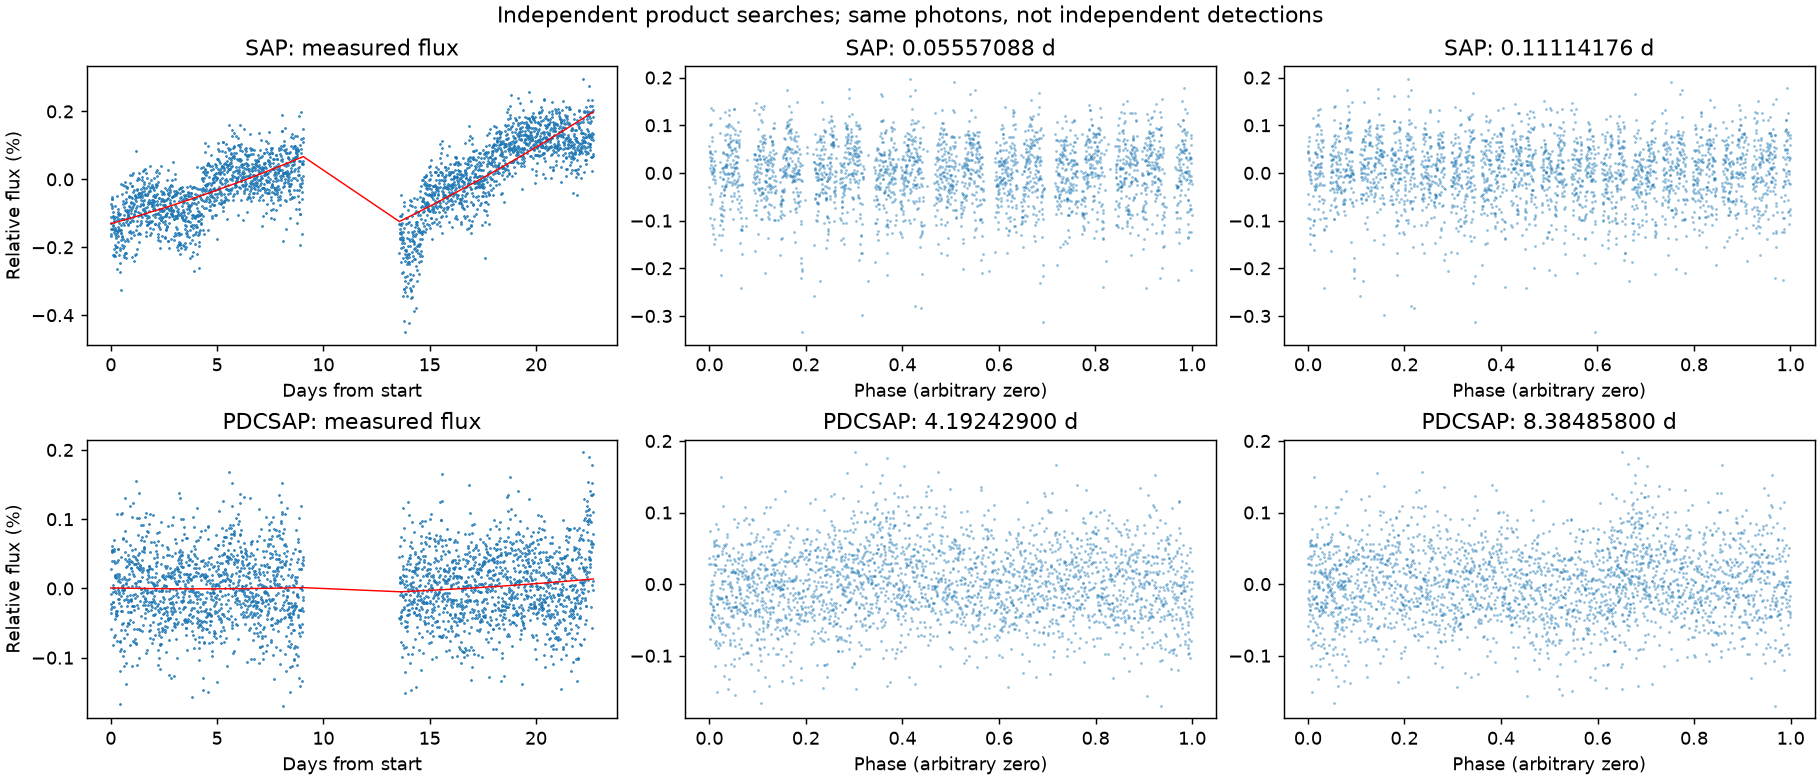 Independent product searches; same photons, not independent detections
SAP: measured flux
SAP: 0.05557088 d
SAP: 0.11114176 d
Relative flux (%)
0.2
0.0
−0.2
−0.4
0 5 10 15 20
Days from start
0.2
0.1
0.0
−0.1
−0.2
−0.3
0.0 0.2 0.4 0.6 0.8 1.0
Phase (arbitrary zero)
0.2
0.1
0.0
−0.1
−0.2
−0.3
0.0 0.2 0.4 0.6 0.8 1.0
Phase (arbitrary zero)
PDCSAP: measured flux
PDCSAP: 4.19242900 d
PDCSAP: 8.38485800 d
Relative flux (%)
0.2
0.1
0.0
−0.1
0 5 10 15 20
Days from start
0.2
0.1
0.0
−0.1
0.0 0.2 0.4 0.6 0.8 1.0
Phase (arbitrary zero)
0.2
0.1
0.0
−0.1
0.0 0.2 0.4 0.6 0.8 1.0
Phase (arbitrary zero)